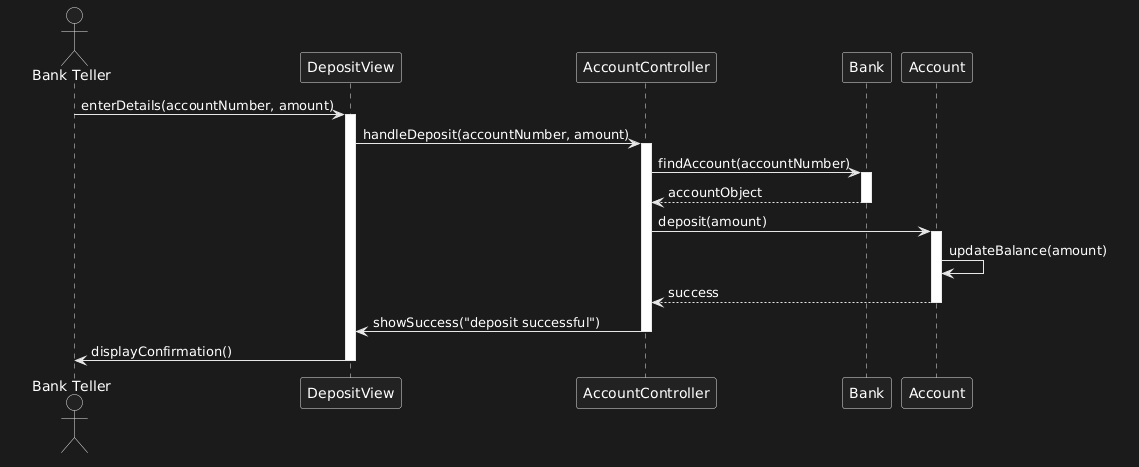 Bank Teller
DepositView
AccountController
Bank
Account
enterDetails(accountNumber, amount)
handleDeposit(accountNumber, amount)
findAccount(accountNumber)
accountObject
deposit(amount)
updateBalance(amount)
success
showSuccess("deposit successful")
displayConfirmation()
Bank Teller
DepositView
AccountController
Bank
Account